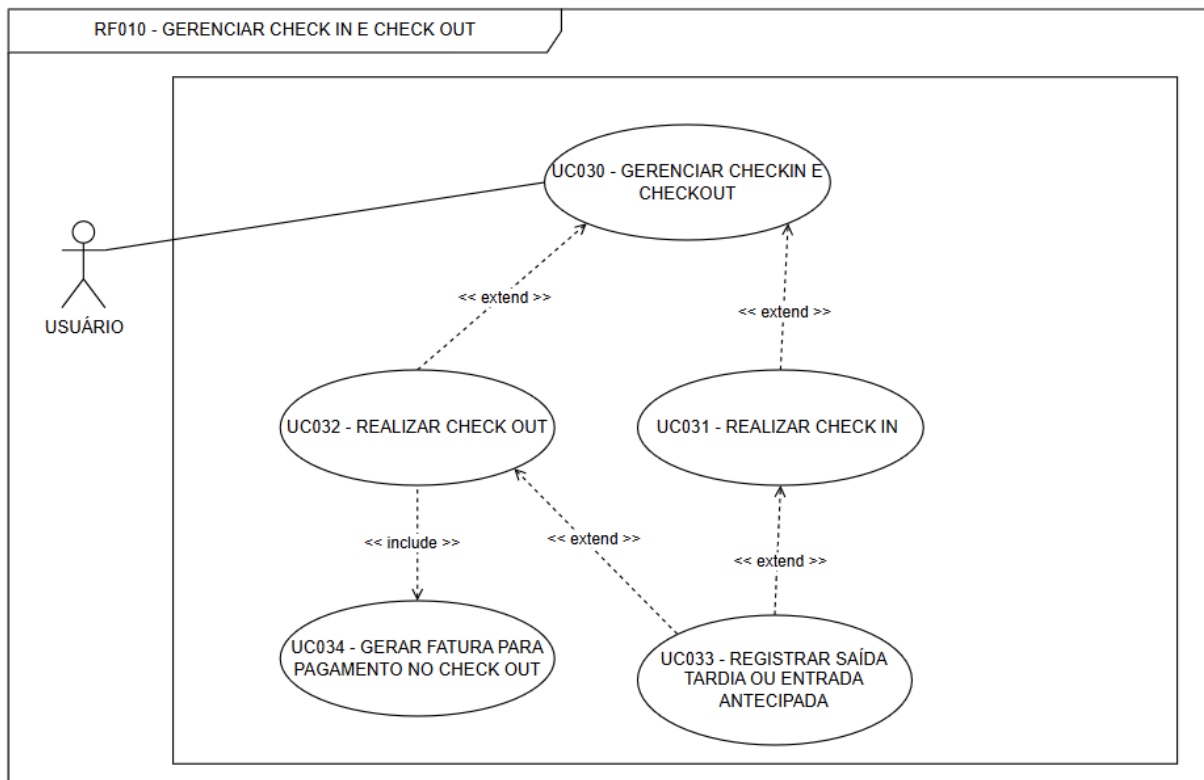 RF010 - GERENCIAR CHECK IN E CHECK OUT
UC030 - GERENCIAR CHECKIN E
CHECKOUT
USUÁRIO
<< extend >>
<< extend >>
UC032 - REALIZAR CHECK OUT
UC031 - REALIZAR CHECK IN
<< include >>
<< extend >>
<< extend >>
UC034 - GERAR FATURA PARA
PAGAMENTO NO CHECK OUT
UC033 - REGISTRAR SAÍDA
TARDIA OU ENTRADA
ANTECIPADA